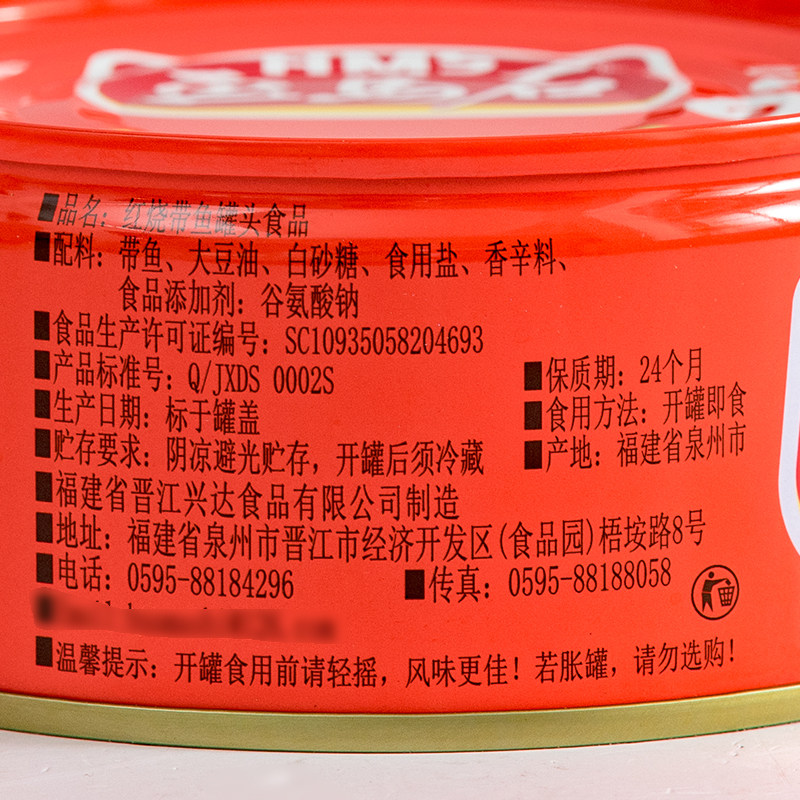 HMS
■品名：红烧带鱼罐头食品
■配料：带鱼、大豆油、白砂糖、食用盐、香辛料、
食品添加剂：谷氨酸钠
■食品生产许可证编号：SC10935058204693
■产品标准号：Q/JXDS 0002S
■生产日期：标于罐盖
■贮存要求：阴凉避光贮存，开罐后须冷藏
■保质期：24个月
■食用方法：开罐即食
■产地：福建省泉州市
■福建省晋江兴达食品有限公司制造
■地址：福建省泉州市晋江市经济开发区(食品园)梧垵路8号
■电话：0595-88184296 ■传真：0595-88188058
■温馨提示：开罐食用前请轻摇，风味更佳！若胀罐，请勿选购！